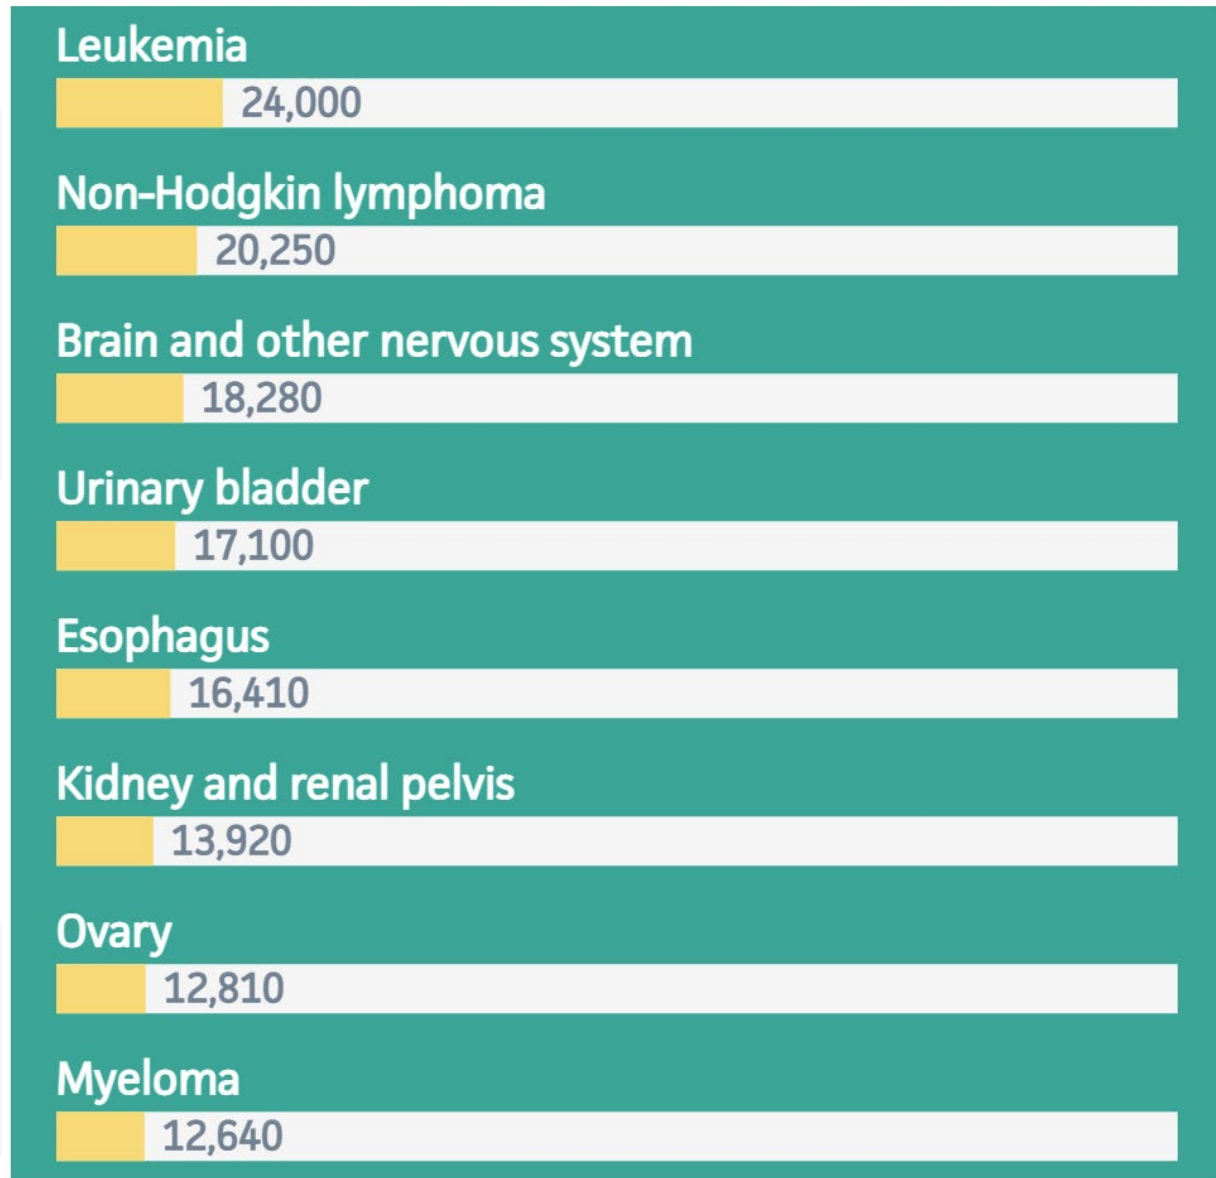 Leukemia
24,000
Non-Hodgkin lymphoma
20,250
Brain and other nervous system
18,280
Urinary bladder
17,100
Esophagus
16,410
Kidney and renal pelvis
13,920
Ovary
12,810
Myeloma
12,640